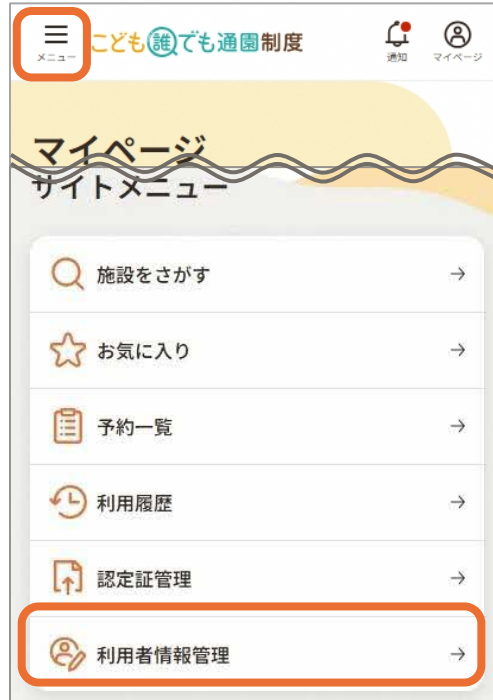 メニュー
こども誰でも通園制度
通知
マイページ
マイページ
サイトメニュー
施設をさがす
お気に入り
予約一覧
利用履歴
認定証管理
利用者情報管理